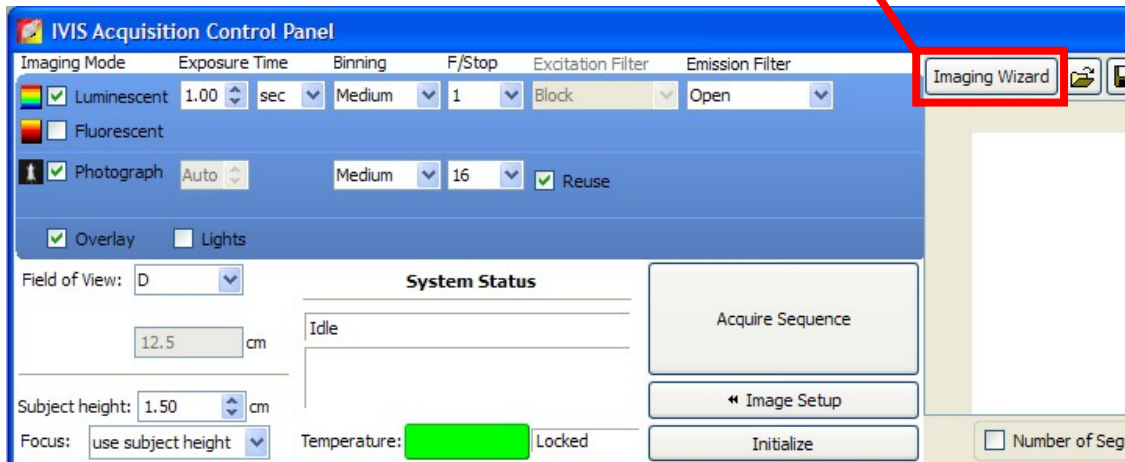 IVIS Acquisition Control Panel
Imaging Mode Exposure Time Binning F/Stop Excitation Filter Emission Filter
Imaging Wizard
Luminescent 1.00 sec Medium 1 Block Open
Fluorescent
Photograph Auto Medium 16 Reuse
Overlay Lights
Field of View: D
System Status
Acquire Sequence
Idle
12.5 cm
Image Setup
Subject height: 1.50 cm
Focus: use subject height Temperature: Locked Initialize
Number of Seg